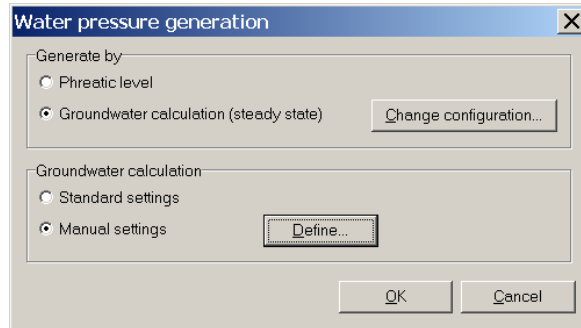 Water pressure generation
Generate by
Phreatic level
Groundwater calculation (steady state)
Change configuration...
Groundwater calculation
Standard settings
Manual settings
Define...
OK
Cancel